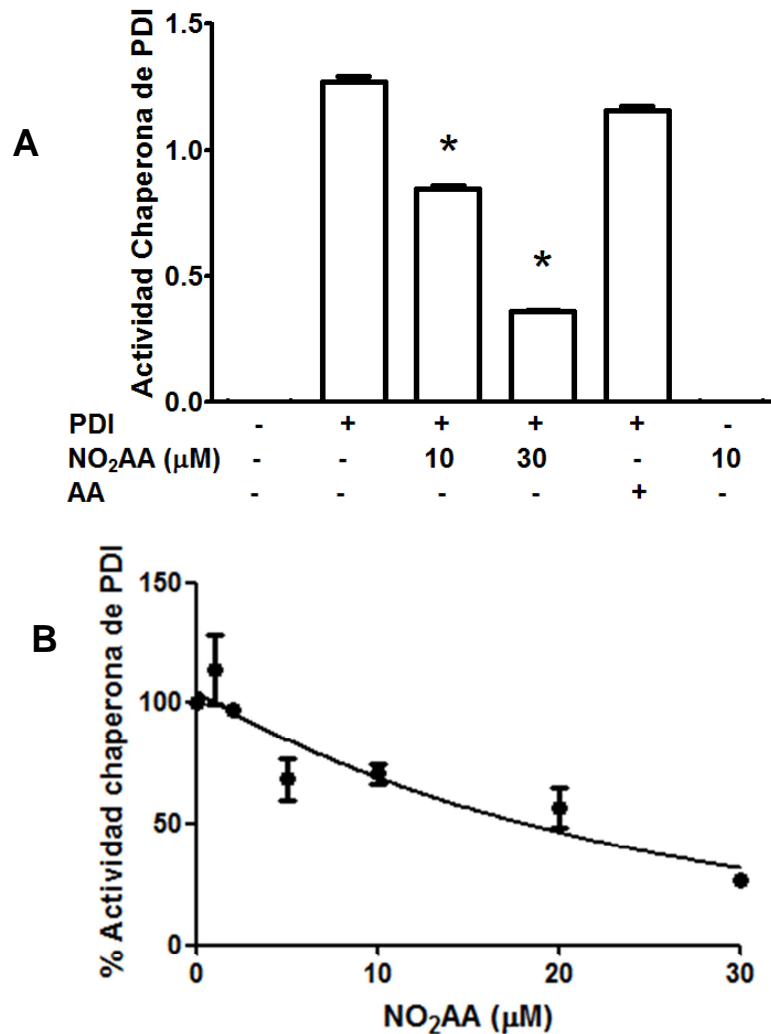 A
Actividad Chaperona de PDI
1.5
1.0
0.5
0.0
*
*
PDI - + + + + -
NO₂AA (μM) - - 10 30 - 10
AA - - - - + -
B
% Actividad chaperona de PDI
150
100
50
0
0 10 20 30
NO₂AA (μM)